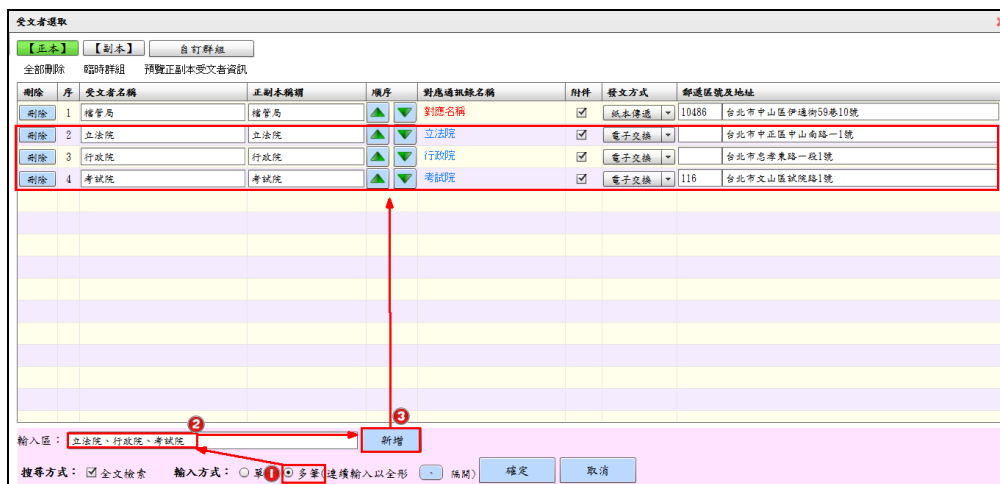 受文者選取
【正本】 【副本】 自訂群組
全部刪除 臨時群組 預覽正副本受文者資訊
刪除 序 受文者名稱 正副本稱謂 順序 對應通訊錄名稱 附件 發文方式 郵遞區號及地址
刪除 1 檔管局 檔管局 對應名稱 紙本傳遞 10486 台北市中山區伊通街59巷10號
刪除 2 立法院 立法院 立法院 電子交換 台北市中正區中山南路一號
刪除 3 行政院 行政院 行政院 電子交換 台北市忠孝東路一段1號
刪除 4 考試院 考試院 考試院 電子交換 116 台北市文山區試院路1號
2 3
輸入區: 立法院、行政院、考試院 新增
搜尋方式: 全文檢索 輸入方式: 1 多筆(連續輸入以全形 、 隔開) 確定 取消